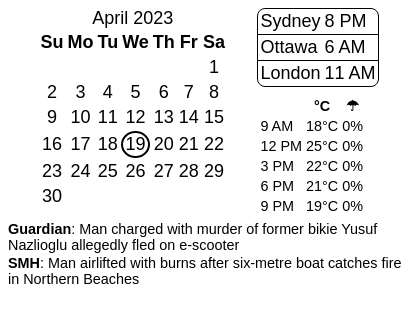 April 2023
Su Mo Tu We Th Fr Sa
1
2 3 4 5 6 7 8
9 10 11 12 13 14 15
16 17 18 19 20 21 22
23 24 25 26 27 28 29
30
Sydney 8 PM
Ottawa 6 AM
London 11 AM
°C ☂
9 AM 18°C 0%
12 PM 25°C 0%
3 PM 22°C 0%
6 PM 21°C 0%
9 PM 19°C 0%
Guardian: Man charged with murder of former bikie Yusuf
Nazlioglu allegedly fled on e-scooter
SMH: Man airlifted with burns after six-metre boat catches fire
in Northern Beaches